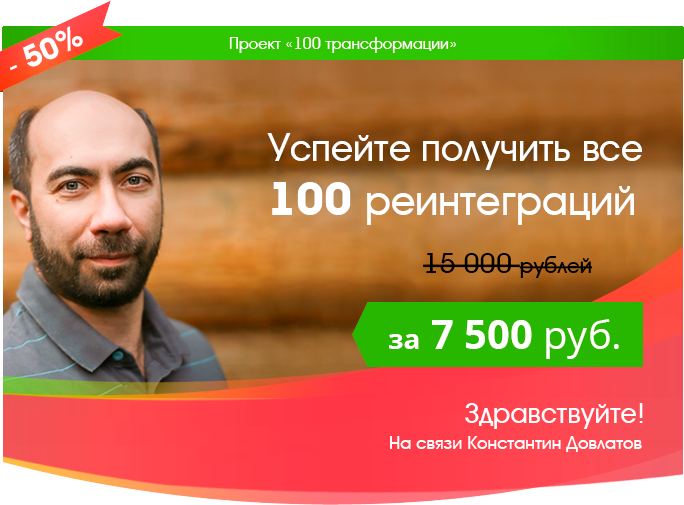 - 50%
Проект «100 трансформации»
Успейте получить все
100 реинтеграций
15 000 рублей
за 7 500 руб.
Здравствуйте!
На связи Константин Довлатов